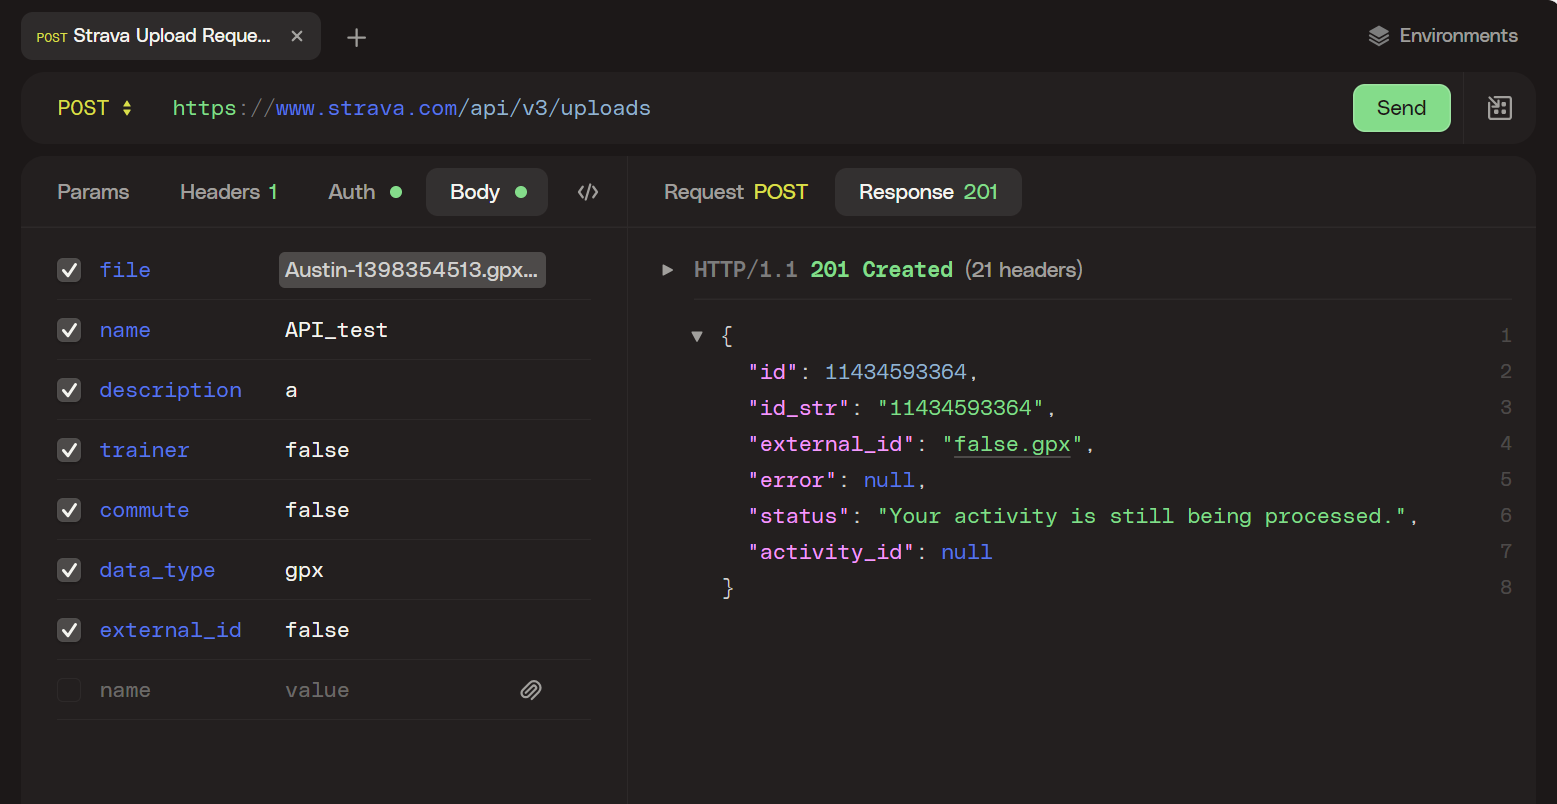 POST Strava Upload Reque...
Environments
POST https://www.strava.com/api/v3/uploads
Send
Params Headers 1 Auth Body </>
Request POST Response 201
file Austin-1398354513.gpx...
name API_test
description a
trainer false
commute false
data_type gpx
external_id false
name value
HTTP/1.1 201 Created (21 headers)
{ 1
"id": 11434593364, 2
"id_str": "11434593364", 3
"external_id": "false.gpx", 4
"error": null, 5
"status": "Your activity is still being processed.", 6
"activity_id": null 7
} 8